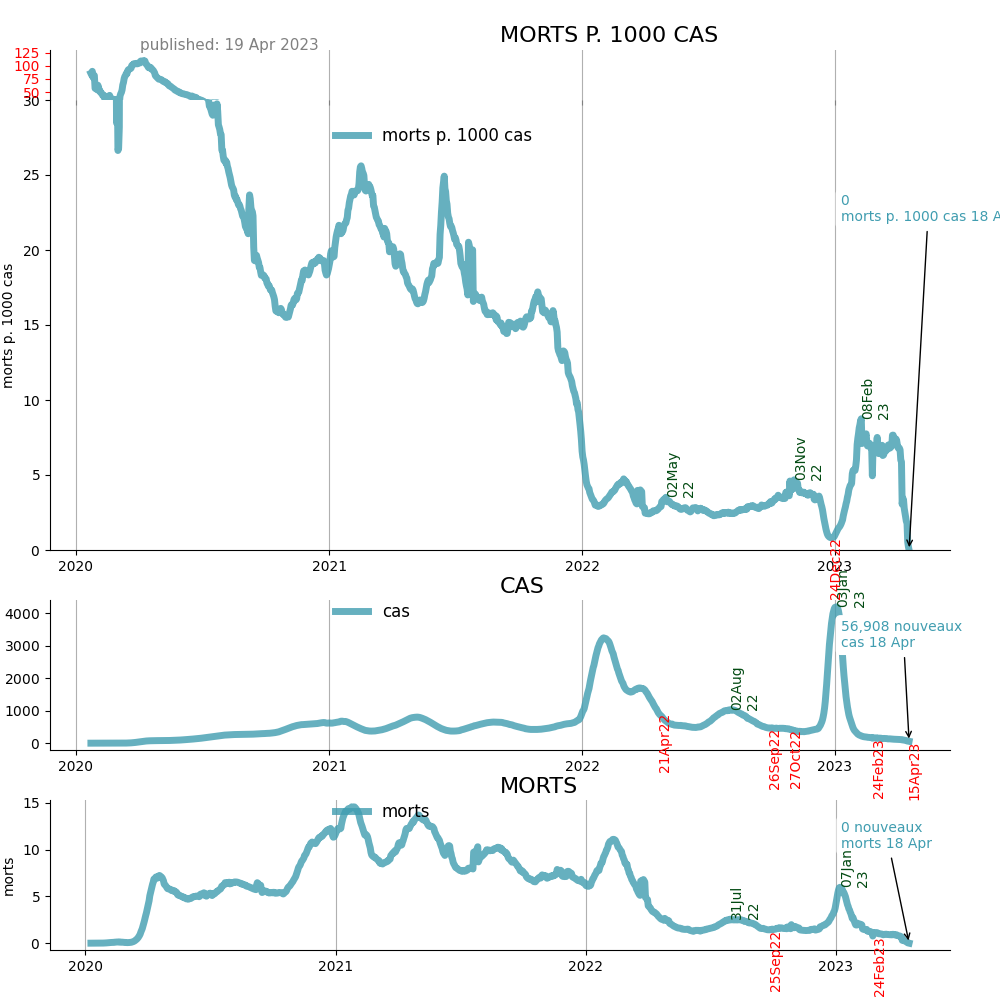 MORTS P. 1000 CAS
published: 19 Apr 2023
125
100
75
50
30
25
20
15
10
5
0
morts p. 1000 cas
morts p. 1000 cas
0
morts p. 1000 cas 18 A
08Feb
23
02May
22
03Nov
22
24Dec22
2020
2021
2022
2023
CAS
03Jan
23
cas
4000
3000
2000
1000
0
56,908 nouveaux
cas 18 Apr
02Aug
22
21Apr22
26Sep22
27Oct22
24Feb23
15Apr23
2020
2021
2022
2023
MORTS
morts
15
10
5
0
morts
0 nouveaux
morts 18 Apr
07Jan
23
31Jul
22
25Sep22
24Feb23
2020
2021
2022
2023